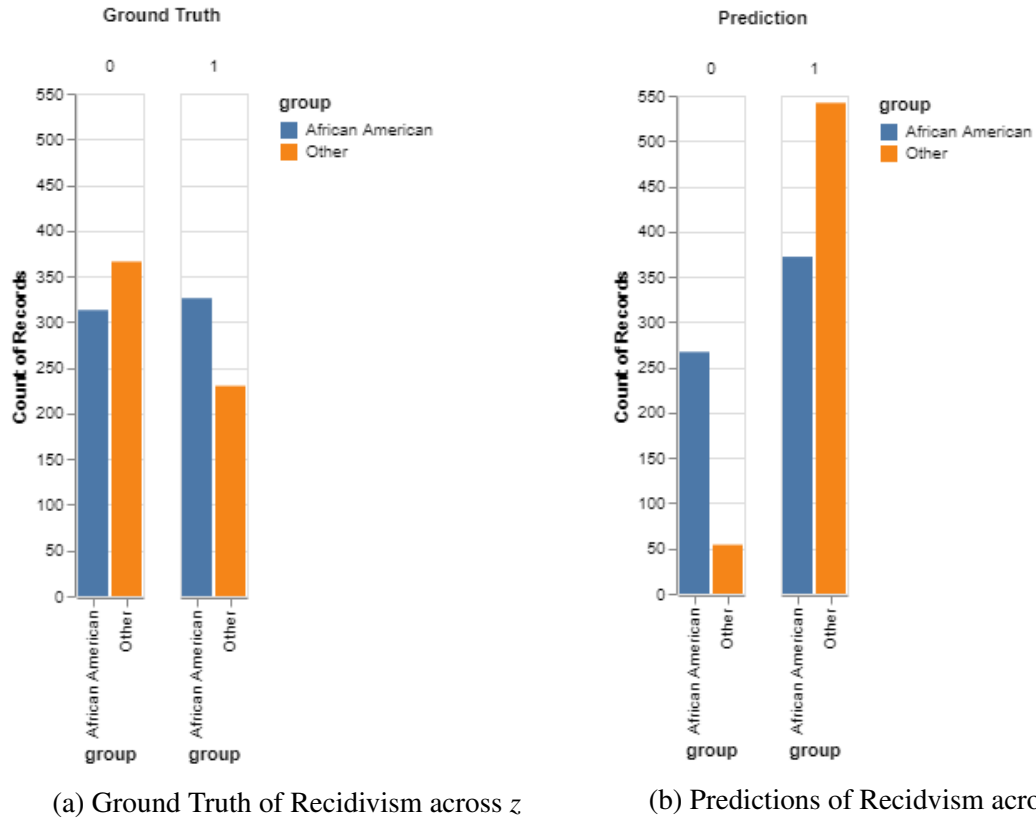 Ground Truth
0 1
550
500
450
400
350
300
250
200
150
100
50
0
Count of Records
African American
Other
African American
Other
group
group
group
African American
Other
(a) Ground Truth of Recidivism across z
Prediction
0 1
550
500
450
400
350
300
250
200
150
100
50
0
Count of Records
African American
Other
African American
Other
group
group
group
African American
Other
(b) Predictions of Recidvism acro